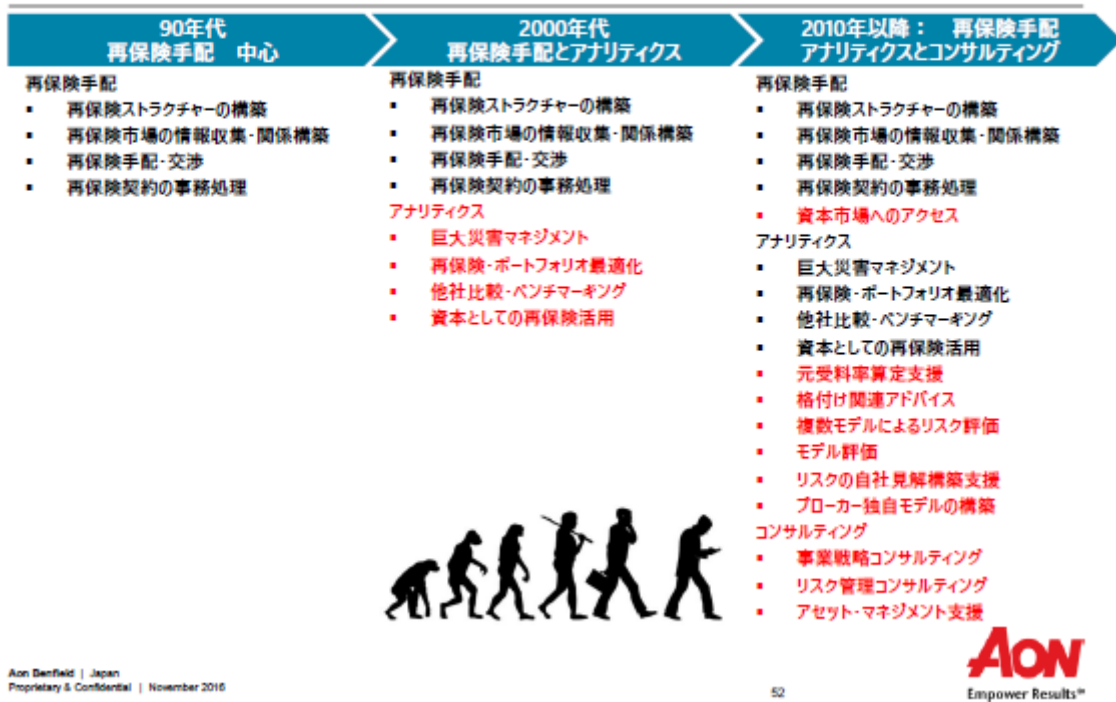 90年代
再保険手配　中心
2000年代
再保険手配とアナリティクス
2010年以降：　再保険手配
アナリティクスとコンサルティング
再保険手配
▪ 再保険ストラクチャーの構築
▪ 再保険市場の情報収集・関係構築
▪ 再保険手配・交渉
▪ 再保険契約の事務処理
再保険手配
▪ 再保険ストラクチャーの構築
▪ 再保険市場の情報収集・関係構築
▪ 再保険手配・交渉
▪ 再保険契約の事務処理
アナリティクス
▪ 巨大災害マネジメント
▪ 再保険・ポートフォリオ最適化
▪ 他社比較・ベンチマーキング
▪ 資本としての再保険活用
再保険手配
▪ 再保険ストラクチャーの構築
▪ 再保険市場の情報収集・関係構築
▪ 再保険手配・交渉
▪ 再保険契約の事務処理
▪ 資本市場へのアクセス
アナリティクス
▪ 巨大災害マネジメント
▪ 再保険・ポートフォリオ最適化
▪ 他社比較・ベンチマーキング
▪ 資本としての再保険活用
▪ 元受料率算定支援
▪ 格付け関連アドバイス
▪ 複数モデルによるリスク評価
▪ モデル評価
▪ リスクの自社見解構築支援
▪ ブローカー独自モデルの構築
コンサルティング
▪ 事業戦略コンサルティング
▪ リスク管理コンサルティング
▪ アセット・マネジメント支援
Aon Benfield | Japan
Proprietary & Confidential | November 2016
52
AON
Empower Results®